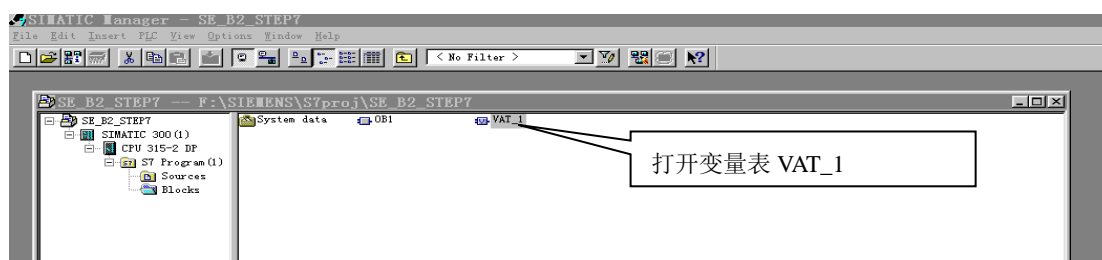 SIMATIC Manager - SE_B2_STEP7
File Edit Insert PLC View Options Window Help
< No Filter >
SE_B2_STEP7 -- F:\SIEMENS\S7proj\SE_B2_STEP7
SE_B2_STEP7
SIMATIC 300(1)
CPU 315-2 DP
S7 Program(1)
Sources
Blocks
System data OB1 VAT_1
打开变量表 VAT_1